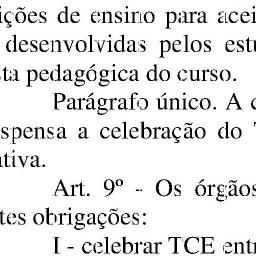 ições de ensino para acei
desenvolvidas pelos estu
sta pedagógica do curso.
Parágrafo único. A c
spensa a celebração do
ativa.
Art. 9º - Os órgãos
tes obrigações:
I - celebrar TCE entr